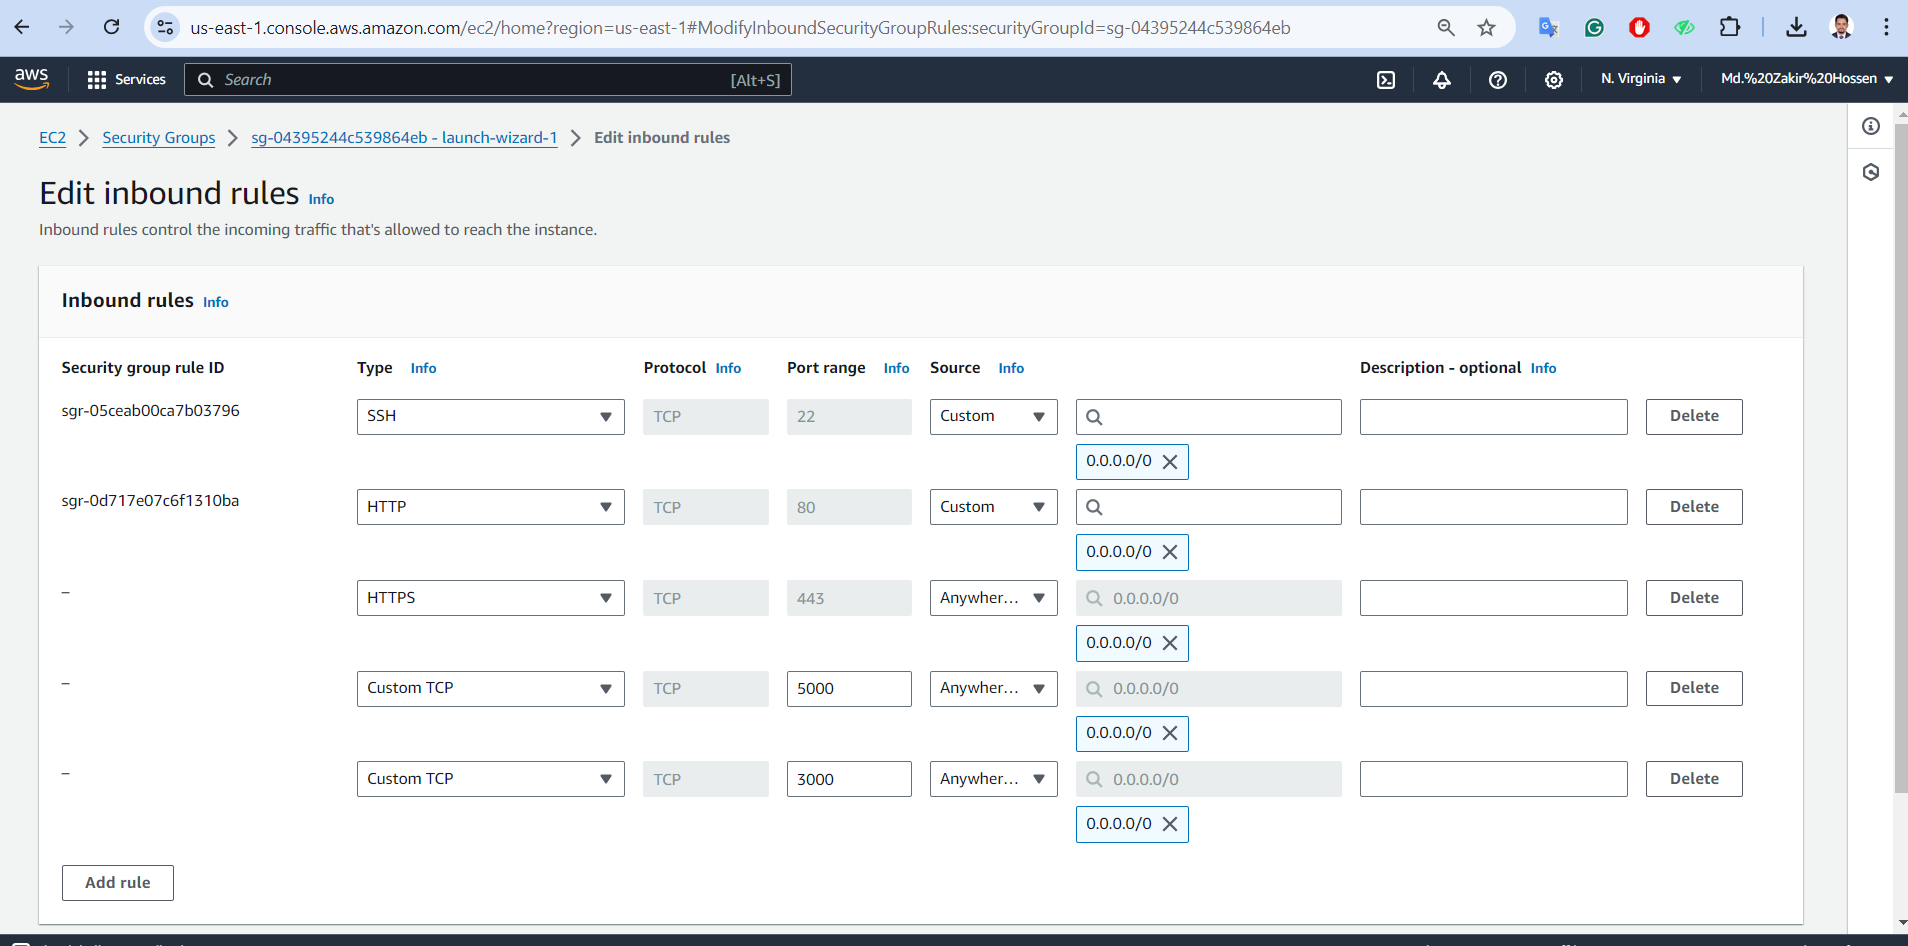 us-east-1.console.aws.amazon.com/ec2/home?region=us-east-1#ModifyInboundSecurityGroupRules:securityGroupId=sg-04395244c539864eb
aws Services Search [Alt+S] N. Virginia Md.%20Zakir%20Hossen
EC2 Security Groups sg-04395244c539864eb - launch-wizard-1 Edit inbound rules
Edit inbound rules Info
Inbound rules control the incoming traffic that's allowed to reach the instance.
Inbound rules Info
Security group rule ID Type Info Protocol Info Port range Info Source Info Description - optional Info
sgr-05ceab00ca7b03796 SSH TCP 22 Custom Delete
0.0.0.0/0
sgr-0d717e07c6f1310ba HTTP TCP 80 Custom Delete
0.0.0.0/0
– HTTPS TCP 443 Anywher... 0.0.0.0/0 Delete
0.0.0.0/0
– Custom TCP TCP 5000 Anywher... 0.0.0.0/0 Delete
0.0.0.0/0
– Custom TCP TCP 3000 Anywher... 0.0.0.0/0 Delete
0.0.0.0/0
Add rule